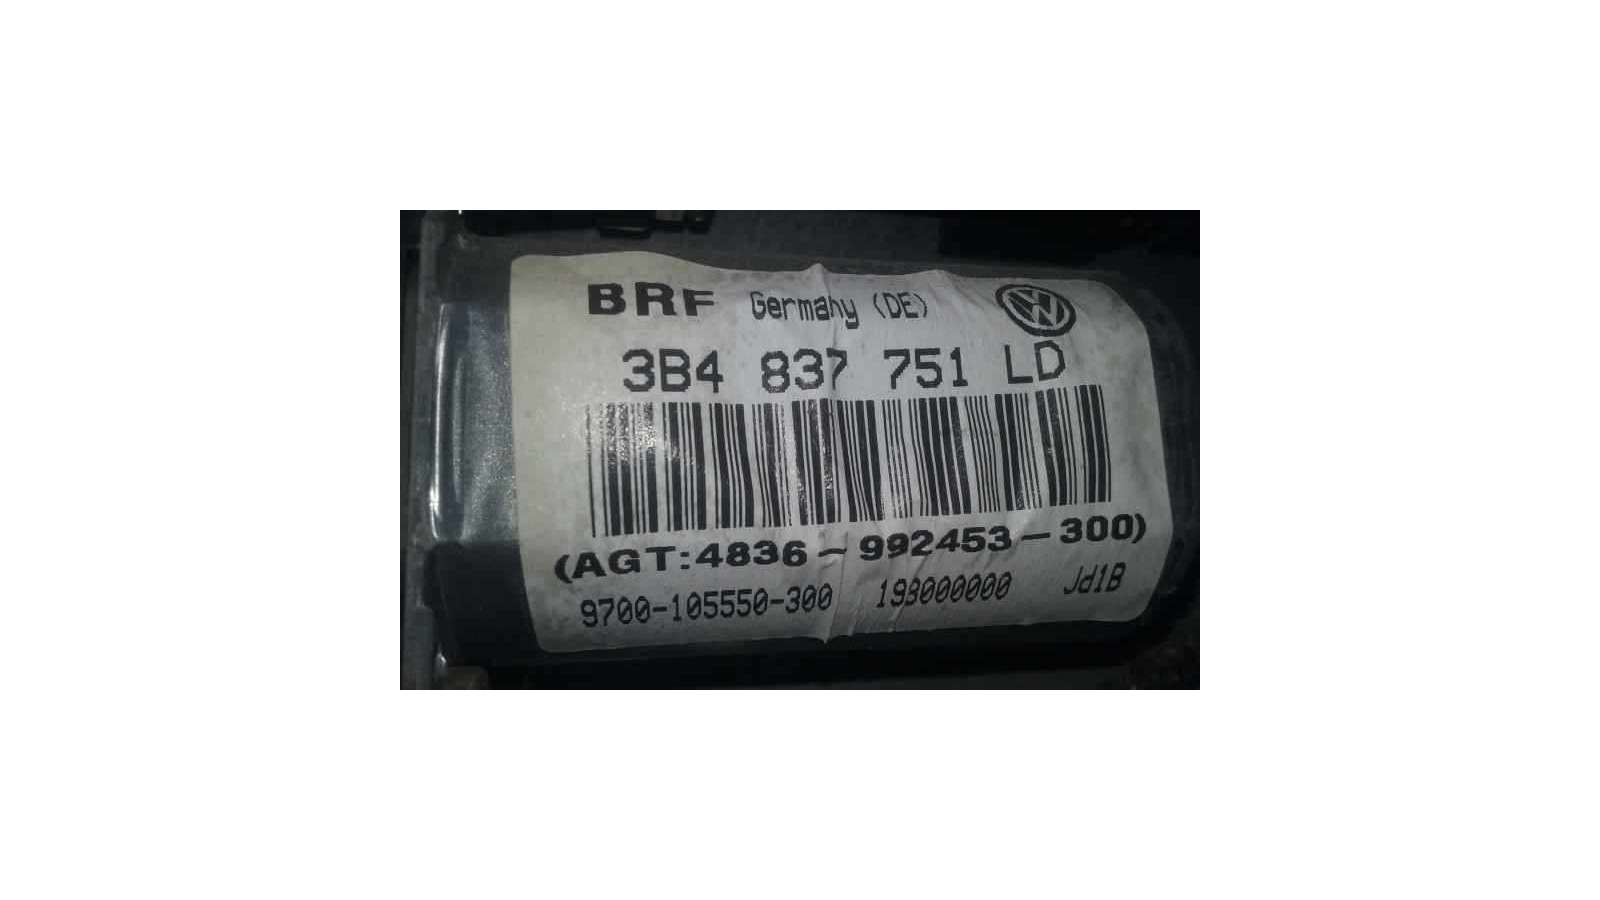 BRF Germany (DE)
3B4 837 751 LD
(AGT:4836-992453-300)
9700-105550-300 193000000 Jd1B